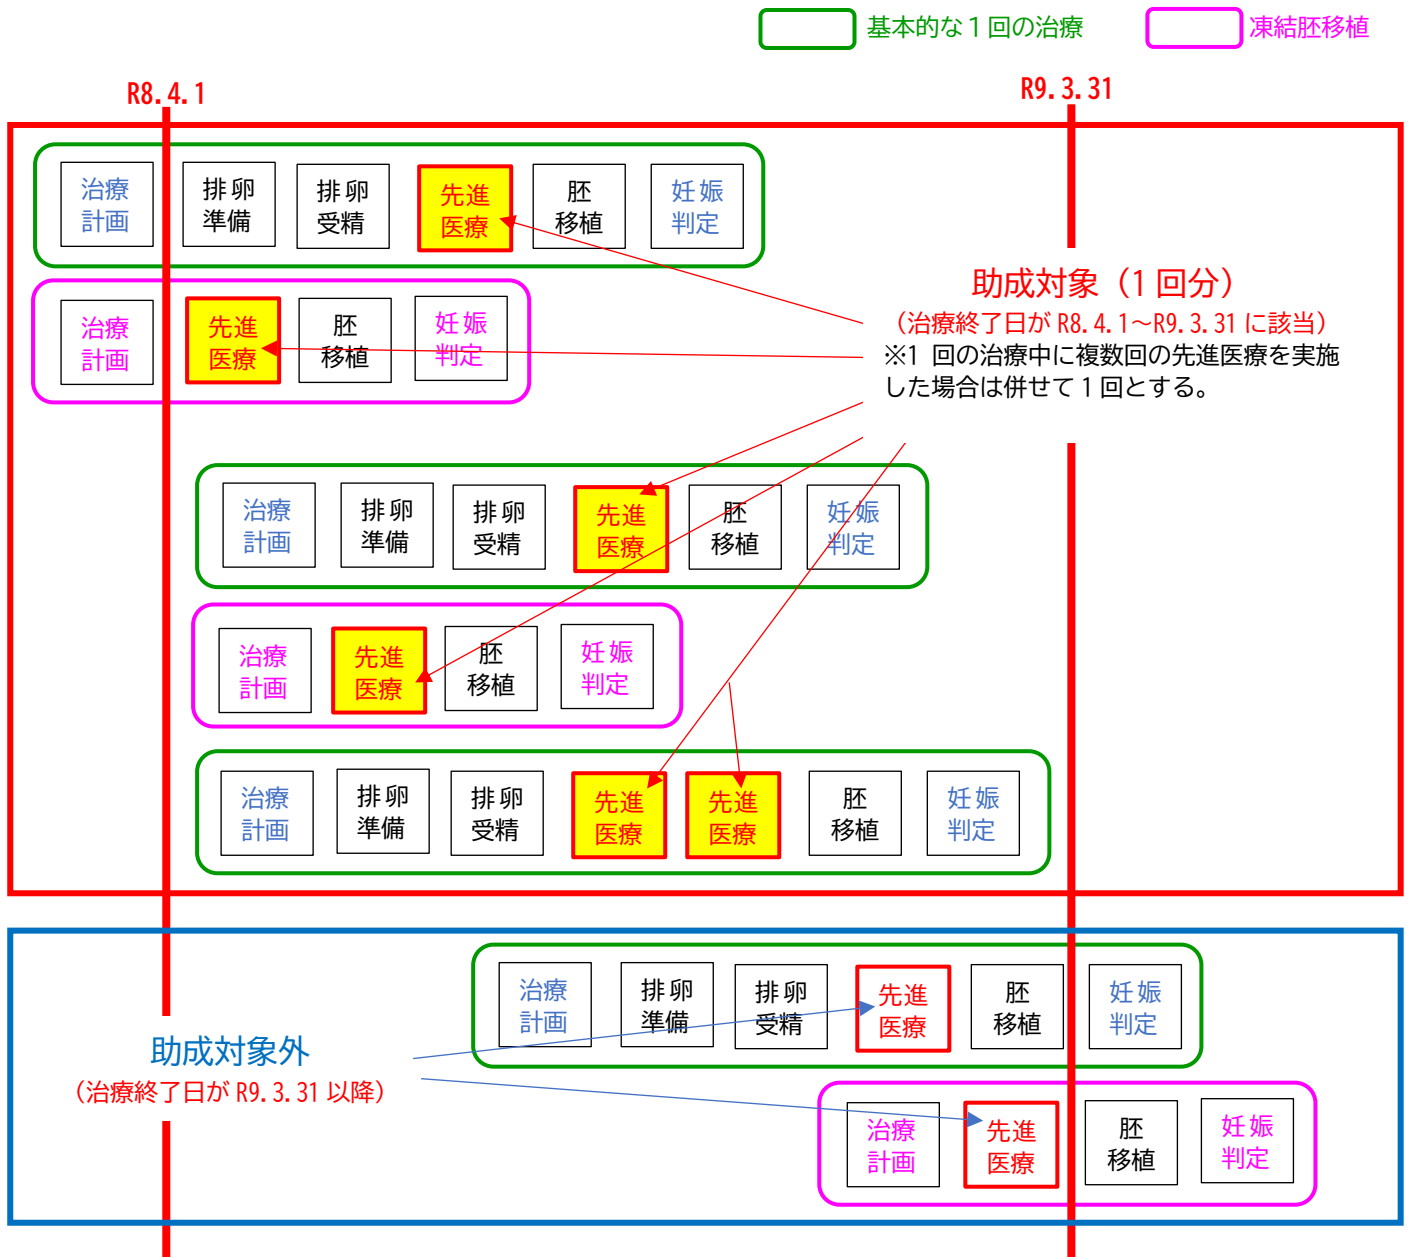 基本的な１回の治療
凍結胚移植
R8.4.1
R9.3.31
治療
計画
排卵
準備
排卵
受精
先進
医療
胚
移植
妊娠
判定
治療
計画
先進
医療
胚
移植
妊娠
判定
助成対象（1回分）
（治療終了日がR8.4.1～R9.3.31に該当）
※1 回の治療中に複数回の先進医療を実施
した場合は併せて１回とする。
治療
計画
排卵
準備
排卵
受精
先進
医療
胚
移植
妊娠
判定
治療
計画
先進
医療
胚
移植
妊娠
判定
治療
計画
排卵
準備
排卵
受精
先進
医療
先進
医療
胚
移植
妊娠
判定
治療
計画
排卵
準備
排卵
受精
先進
医療
胚
移植
妊娠
判定
助成対象外
（治療終了日がR9.3.31以降）
治療
計画
先進
医療
胚
移植
妊娠
判定